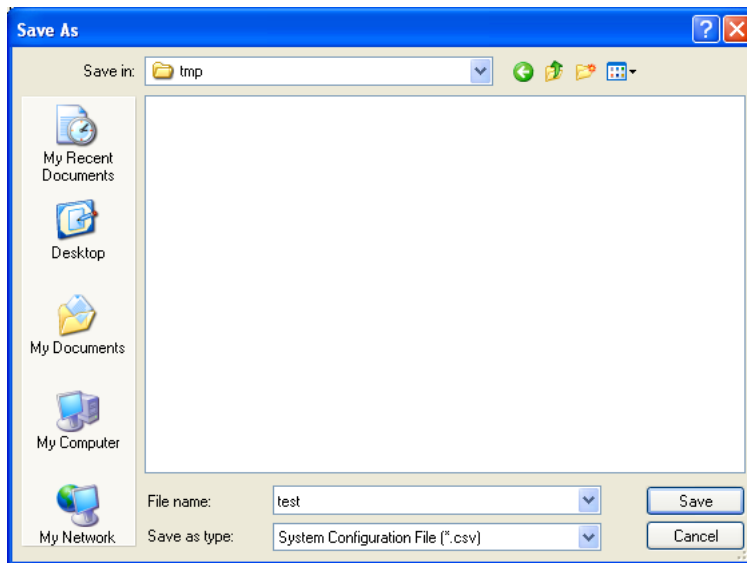 Save As
Save in:
tmp
My Recent
Documents
Desktop
My Documents
My Computer
My Network
File name:
test
Save
Save as type:
System Configuration File (*.csv)
Cancel